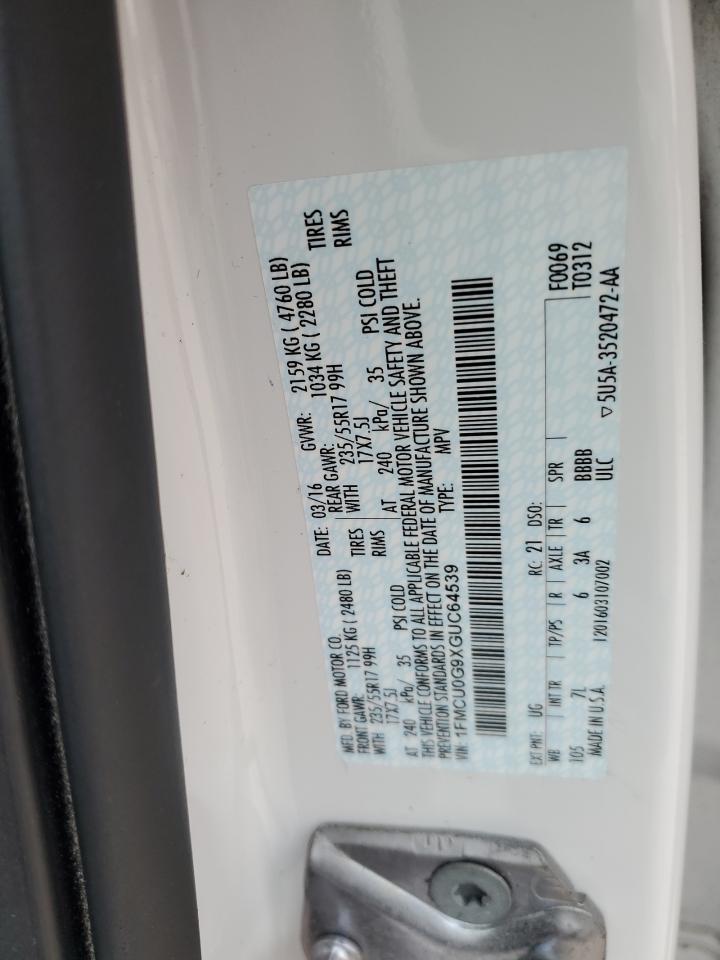 MFD. BY FORD MOTOR CO. DATE: 03/16 GVWR: 2159 KG ( 4760 LB)
FRONT GAWR: 1125 KG ( 2480 LB) REAR GAWR: 1034 KG ( 2280 LB)
WITH 235/55R17 99H TIRES WITH 235/55R17 99H TIRES
17X7.5J RIMS 17X7.5J RIMS
AT 240 kPa/ 35 PSI COLD AT 240 kPa/ 35 PSI COLD
THIS VEHICLE CONFORMS TO ALL APPLICABLE FEDERAL MOTOR VEHICLE SAFETY AND THEFT
PREVENTION STANDARDS IN EFFECT ON THE DATE OF MANUFACTURE SHOWN ABOVE.
VIN: 1FMCU0G9XGUC64539 TYPE: MPV
EXT PNT: UG RC: 21 DSO: F0069
WB INT TR TP/PS R AXLE TR SPR T0312
105 7L 6 3A 6 BBBB
MADE IN U.S.A. 1201603107002 ULC ▽5U5A-3520472-AA